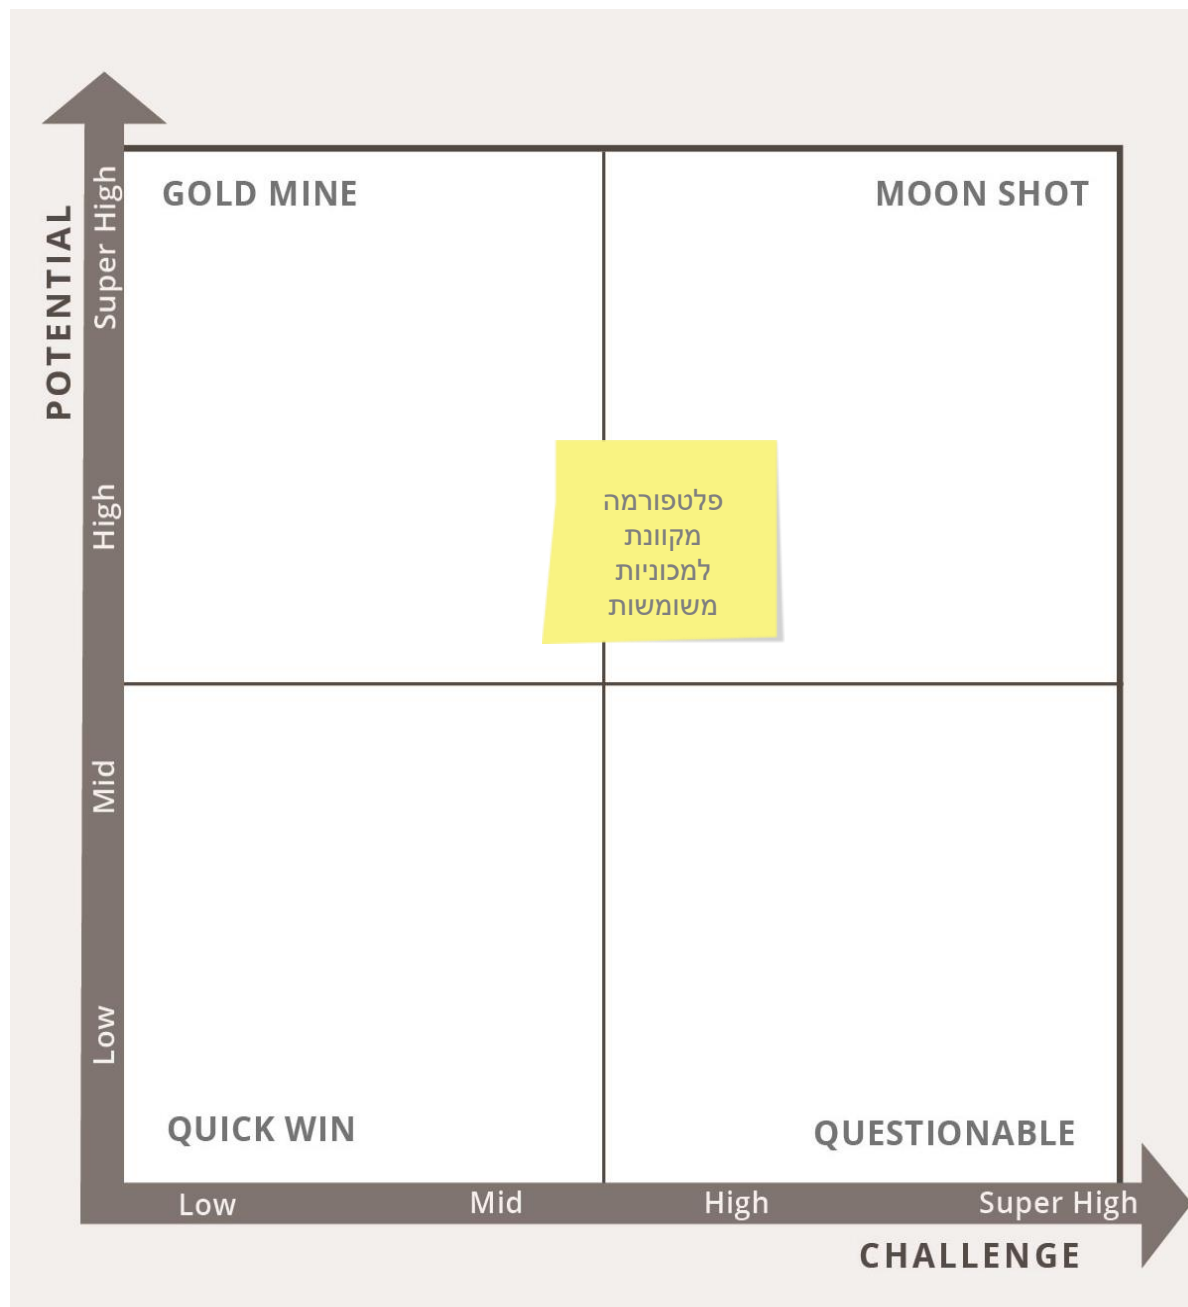 GOLD MINE
MOON SHOT
POTENTIAL
Super High
High
Mid
Low
פלטפורמה
מקוונת
למכוניות
משומשות
QUICK WIN
QUESTIONABLE
Low
Mid
High
Super High
CHALLENGE